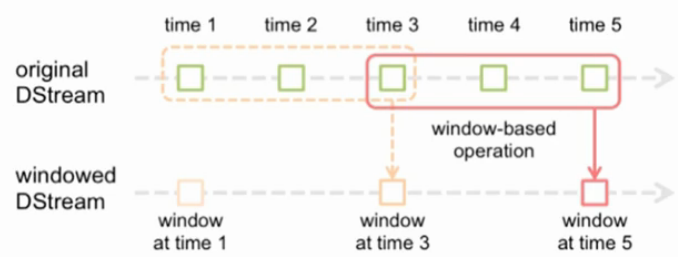 time 1 time 2 time 3 time 4 time 5
original
DStream
window-based
operation
windowed
DStream
window
at time 1
window
at time 3
window
at time 5